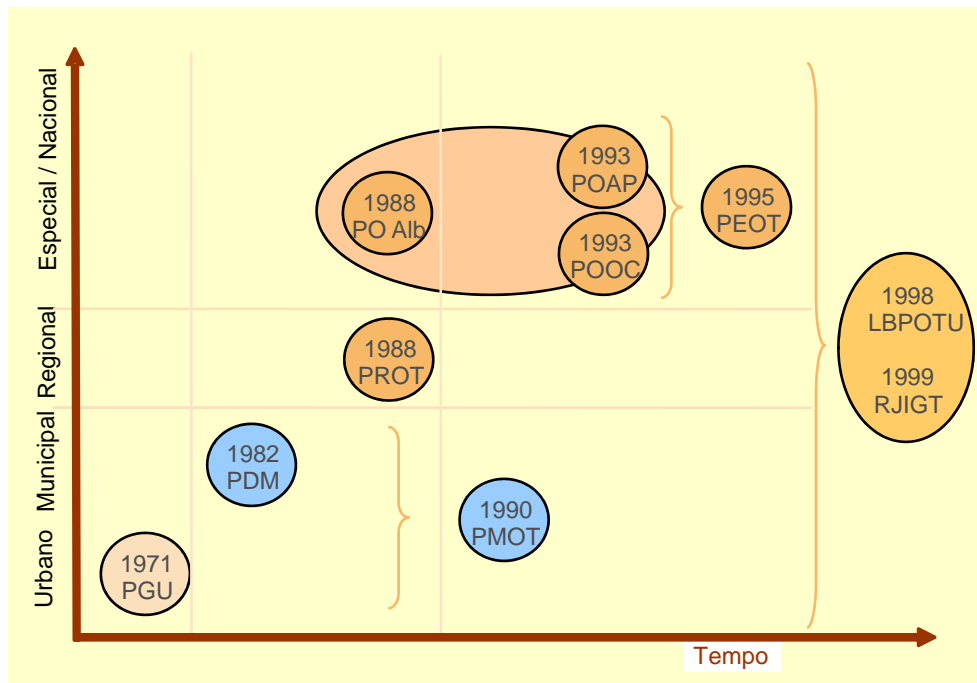 Especial / Nacional
Regional
Municipal
Urbano
1993
POAP
1988
PO Alb
1995
PEOT
1993
POOC
1998
LBPOTU
1988
PROT
1999
RJIGT
1982
PDM
1990
PMOT
1971
PGU
Tempo